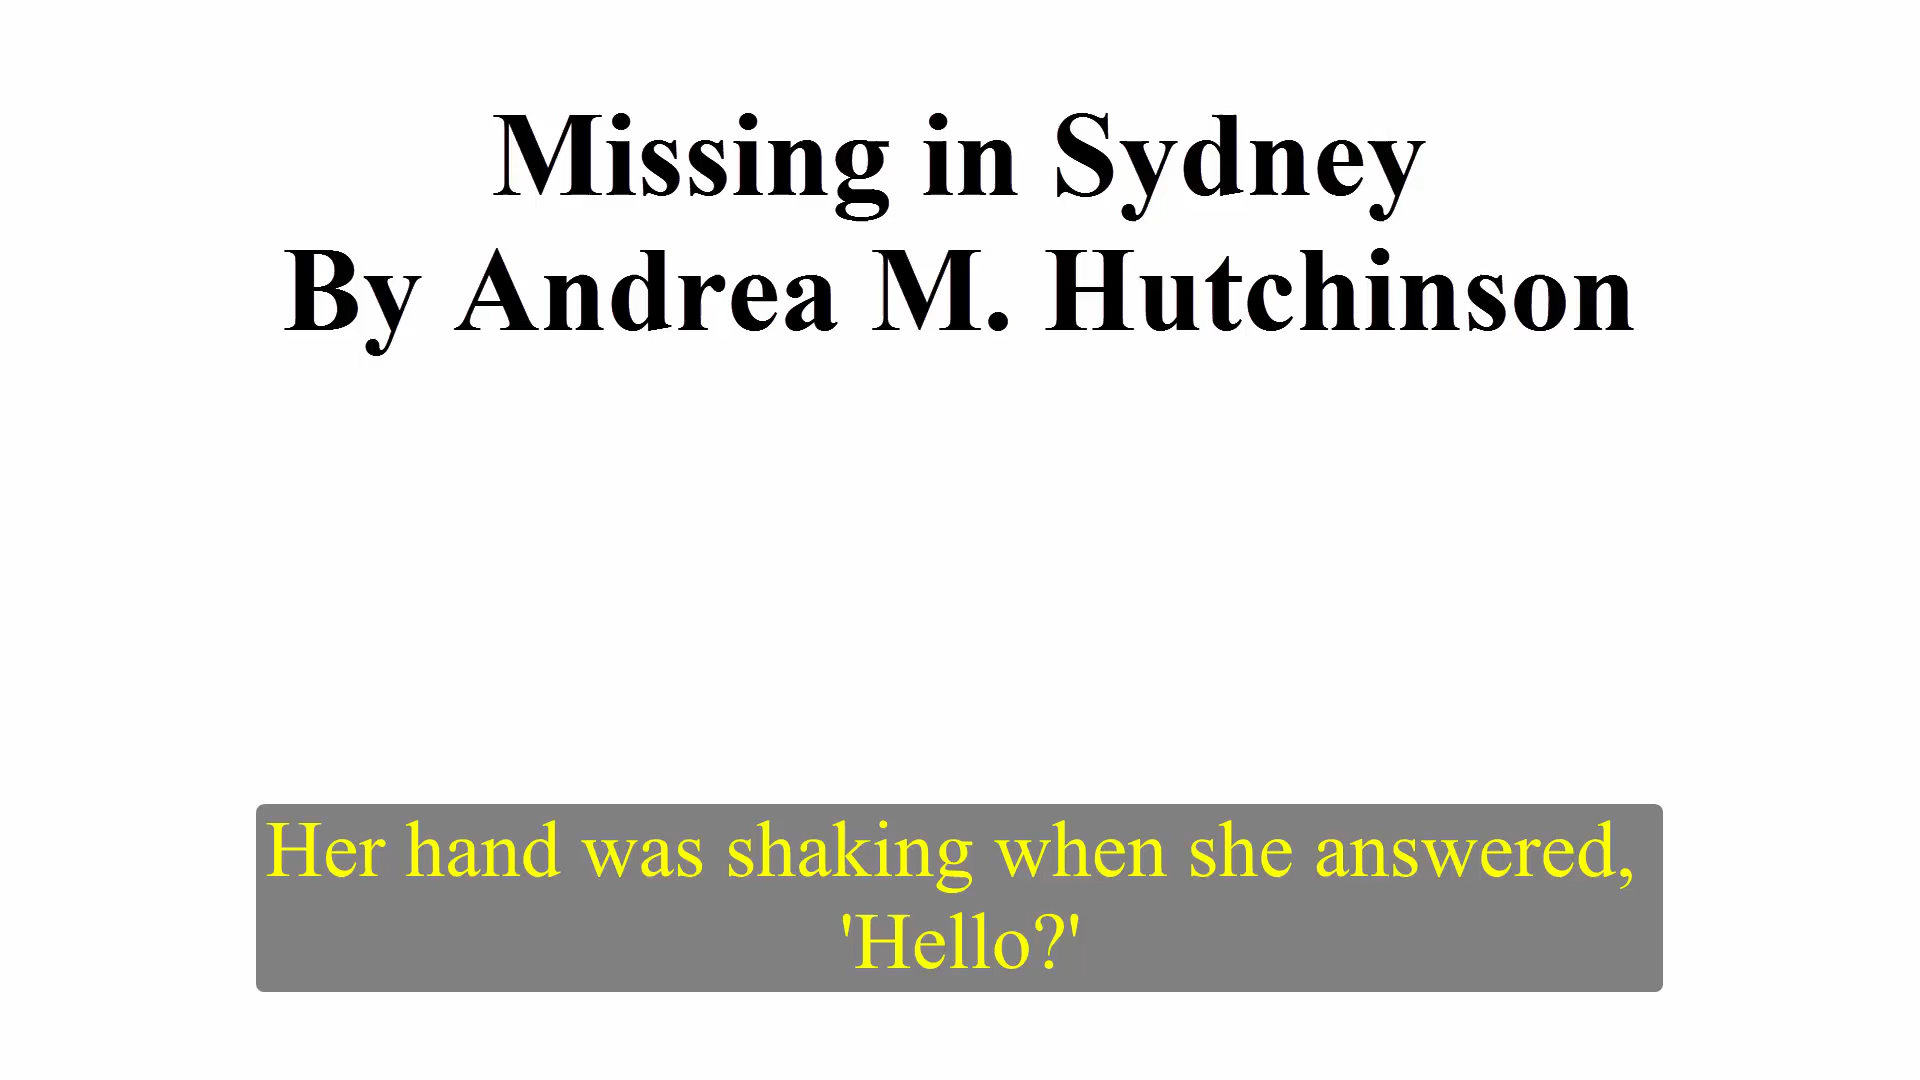 Missing in Sydney
By Andrea M. Hutchinson
Her hand was shaking when she answered,
'Hello?'